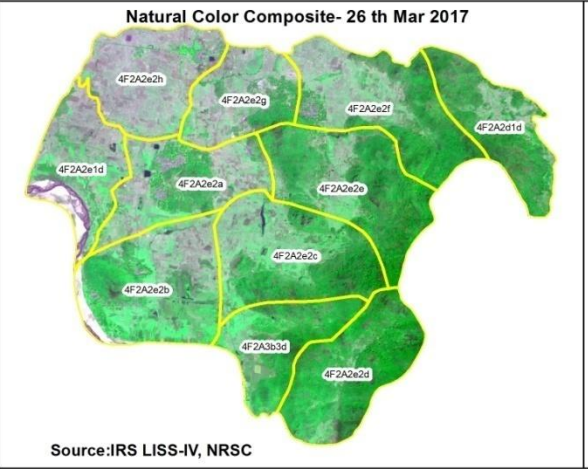 Natural Color Composite- 26 th Mar 2017
4F2A2e2h
4F2A2e2g
4F2A2e2f
4F2A2d1d
4F2A2e1d
4F2A2e2a
4F2A2e2e
4F2A2e2c
4F2A2e2b
4F2A3b3d
4F2A2e2d
Source:IRS LISS-IV, NRSC